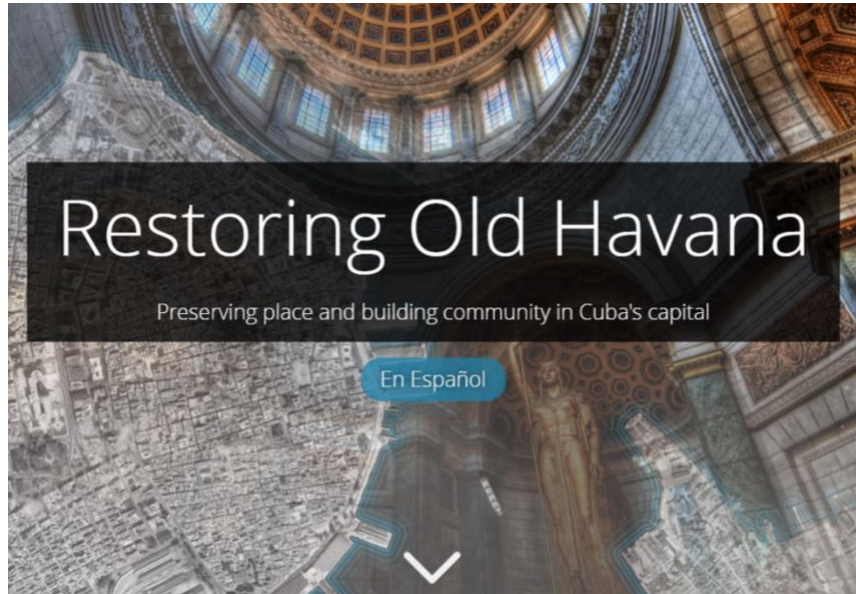 Restoring Old Havana
Preserving place and building community in Cuba's capital
En Español